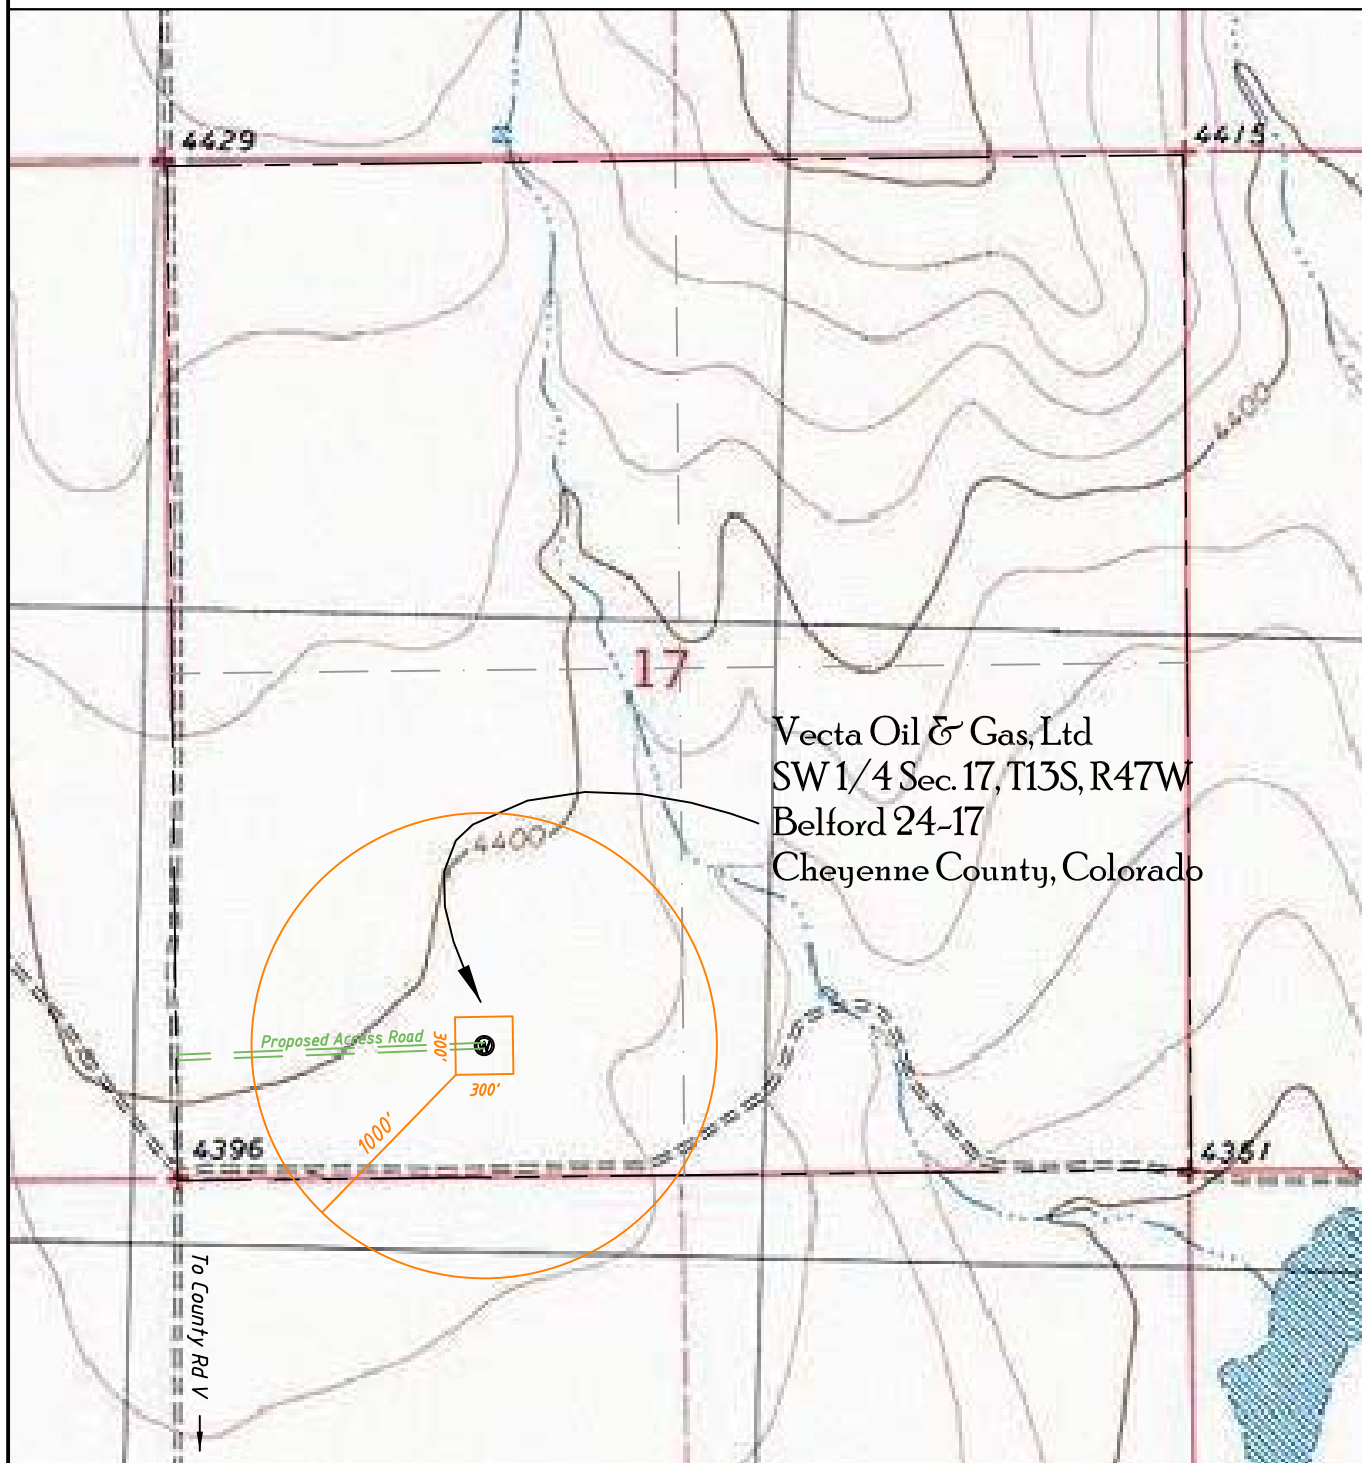 4429
4415
4400
17
Vecta Oil & Gas, Ltd
SW 1/4 Sec. 17, T13S, R47W
Belford 24-17
Cheyenne County, Colorado
4400
Proposed Access Road
300'
300'
1000'
4396
4351
To County Rd V